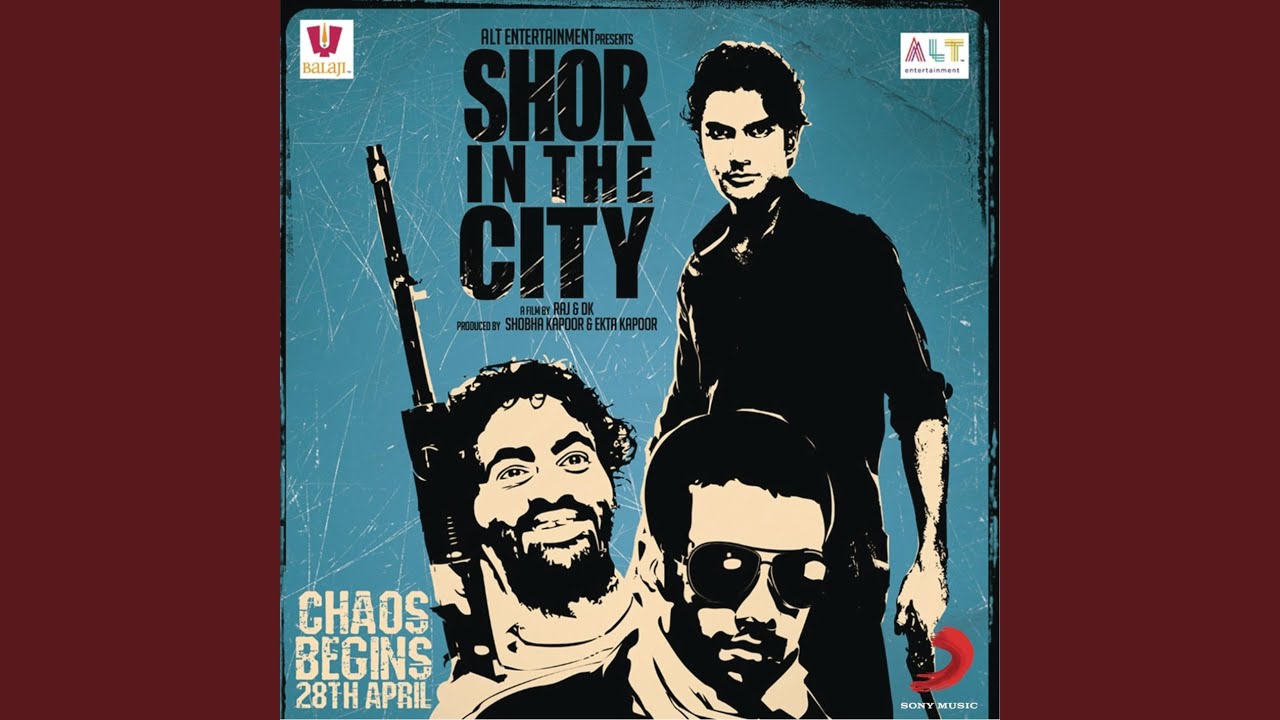 BALAJI
ALT
entertainment
ALT ENTERTAINMENT PRESENTS
SHOR
IN THE
CITY
A FILM BY RAJ & DK
PRODUCED BY SHOBHA KAPOOR & EKTA KAPOOR
CHAOS
BEGINS
28TH APRIL
SONY MUSIC